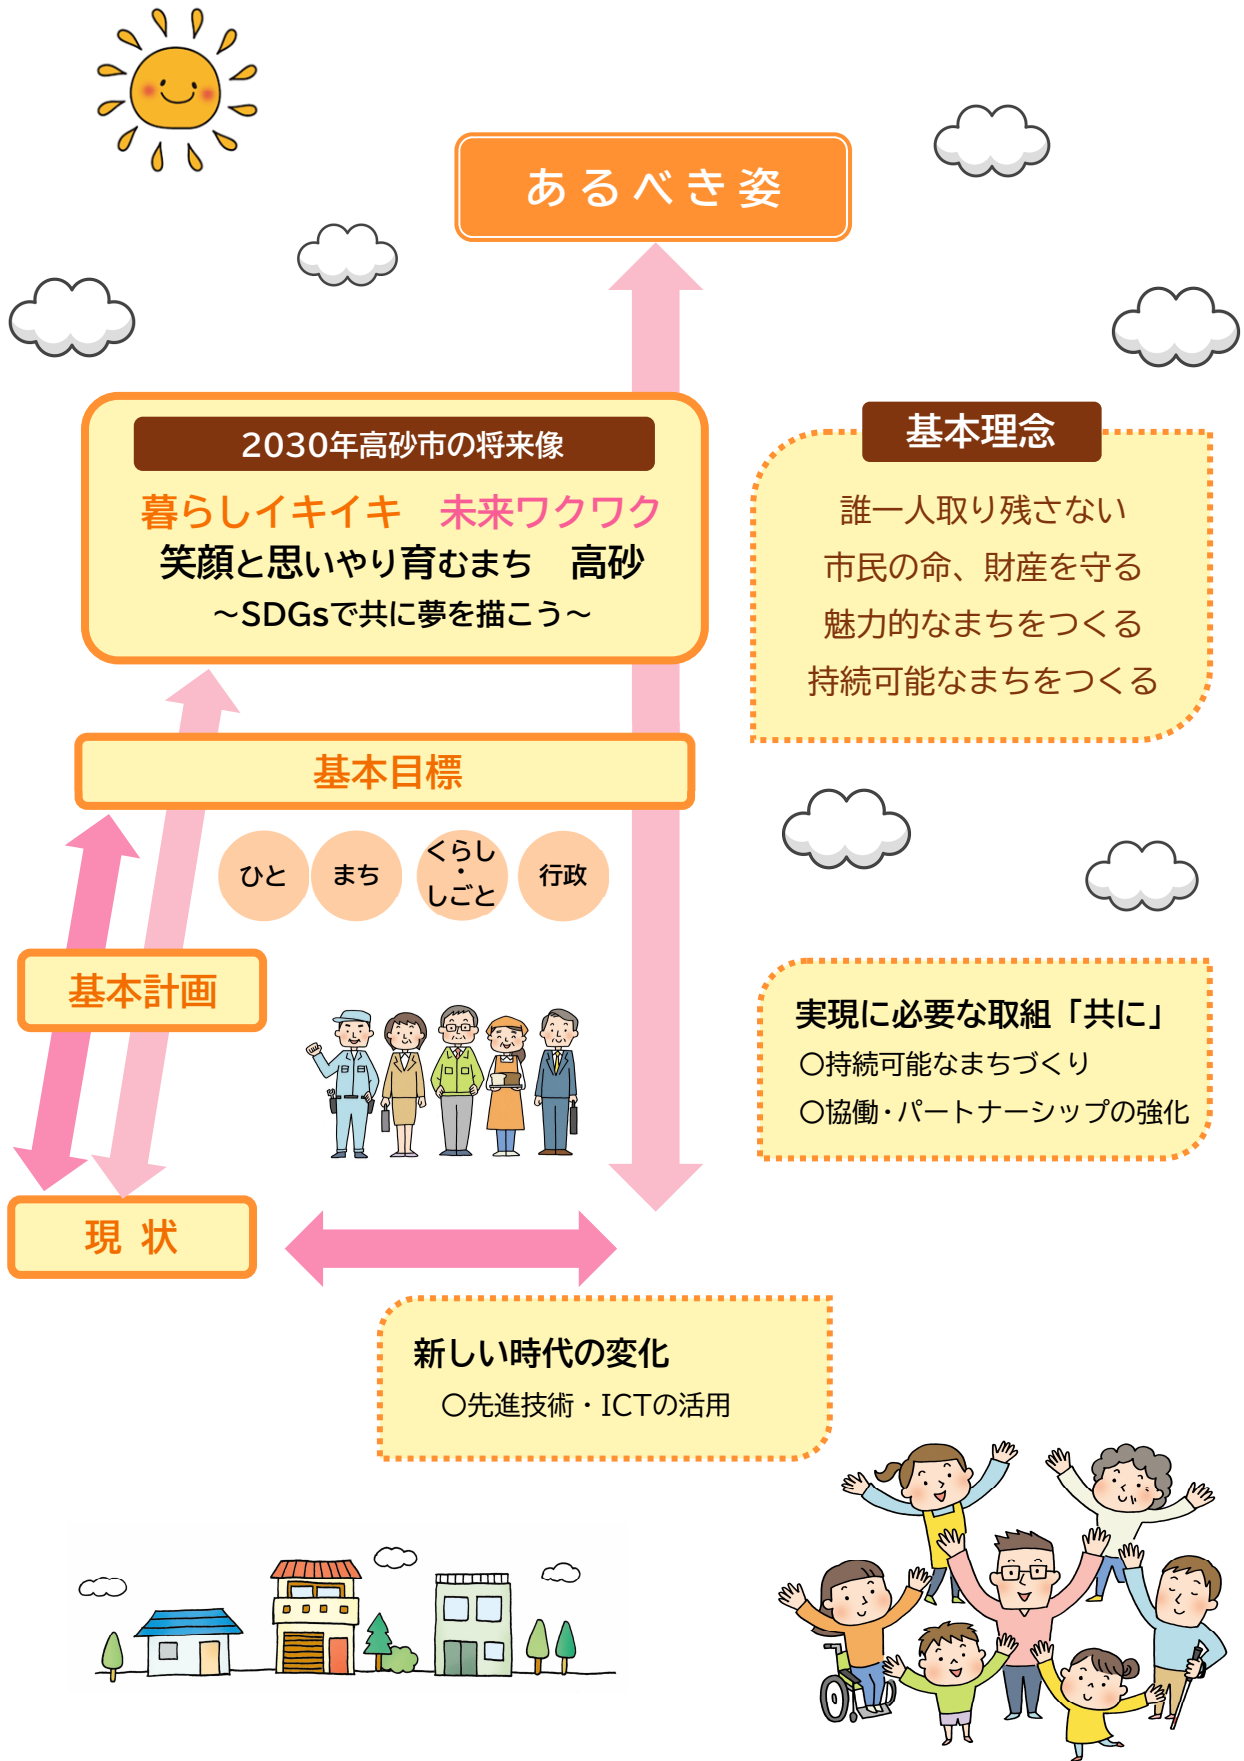 あるべき姿
2030年高砂市の将来像
暮らしイキイキ　未来ワクワク
笑顔と思いやり育むまち　高砂
～SDGsで共に夢を描こう～
基本理念
誰一人取り残さない
市民の命、財産を守る
魅力的なまちをつくる
持続可能なまちをつくる
基本目標
ひと
まち
くらし
・
しごと
行政
基本計画
実現に必要な取組「共に」
〇持続可能なまちづくり
〇協働・パートナーシップの強化
現 状
新しい時代の変化
〇先進技術・ICTの活用